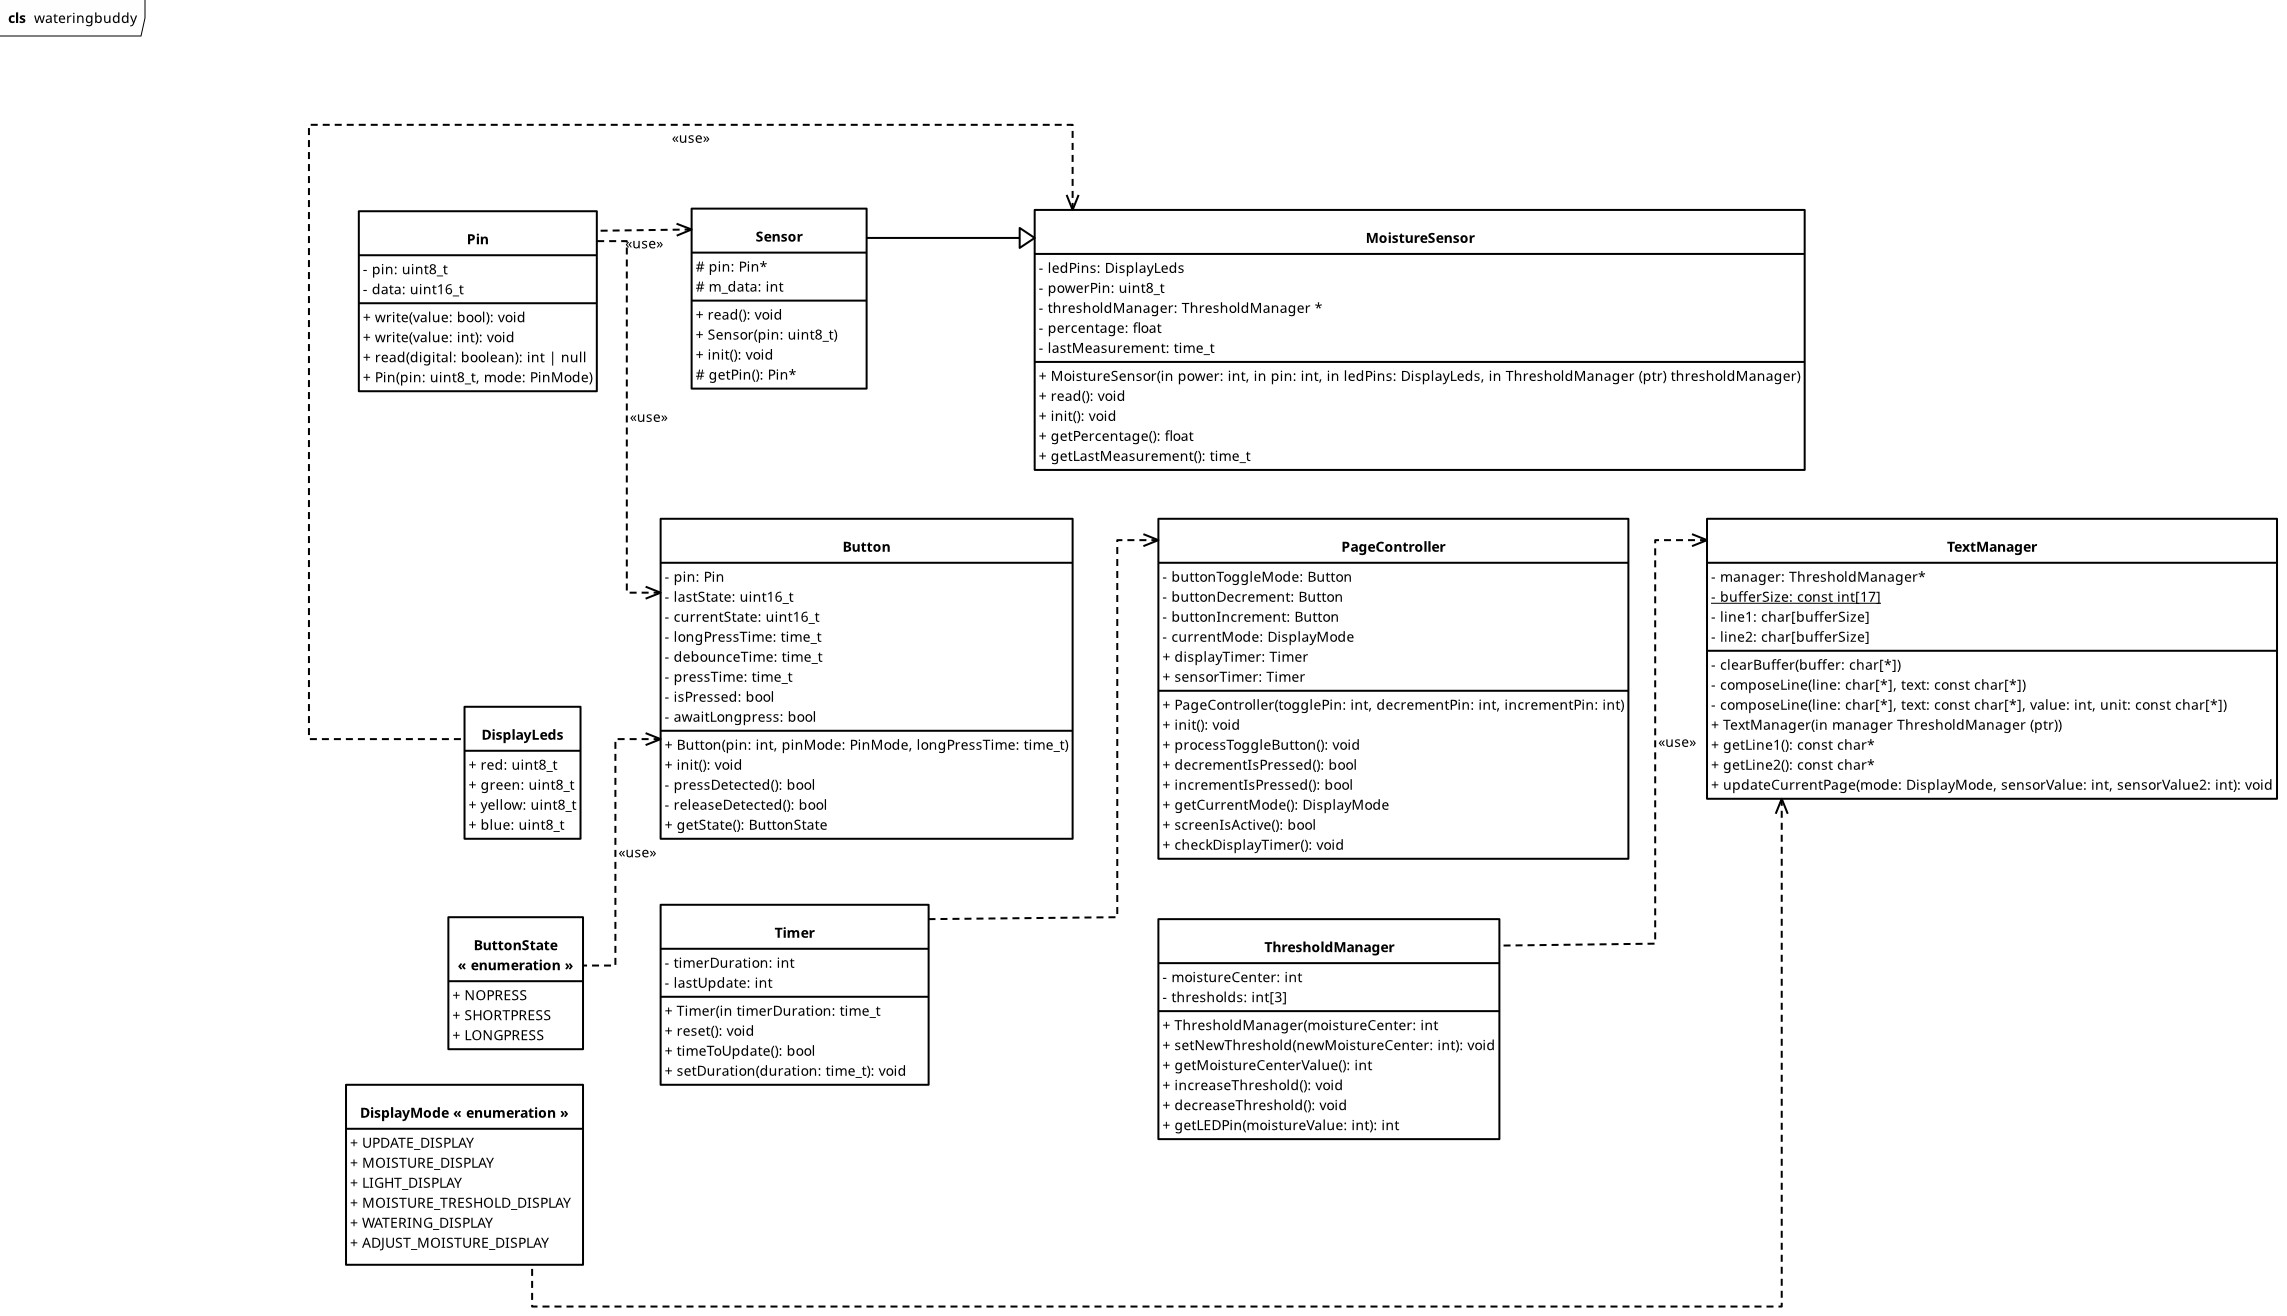 cls wateringbuddy
«use»
Pin
- pin: uint8_t
- data: uint16_t
+ write(value: bool): void
+ write(value: int): void
+ read(digital: boolean): int | null
+ Pin(pin: uint8_t, mode: PinMode)
«use»
«use»
Sensor
# pin: Pin*
# m_data: int
+ read(): void
+ Sensor(pin: uint8_t)
+ init(): void
# getPin(): Pin*
MoistureSensor
- ledPins: DisplayLeds
- powerPin: uint8_t
- thresholdManager: ThresholdManager *
- percentage: float
- lastMeasurement: time_t
+ MoistureSensor(in power: int, in pin: int, in ledPins: DisplayLeds, in ThresholdManager (ptr) thresholdManager)
+ read(): void
+ init(): void
+ getPercentage(): float
+ getLastMeasurement(): time_t
Button
- pin: Pin
- lastState: uint16_t
- currentState: uint16_t
- longPressTime: time_t
- debounceTime: time_t
- pressTime: time_t
- isPressed: bool
- awaitLongpress: bool
+ Button(pin: int, pinMode: PinMode, longPressTime: time_t)
+ init(): void
- pressDetected(): bool
- releaseDetected(): bool
+ getState(): ButtonState
PageController
- buttonToggleMode: Button
- buttonDecrement: Button
- buttonIncrement: Button
- currentMode: DisplayMode
+ displayTimer: Timer
+ sensorTimer: Timer
+ PageController(togglePin: int, decrementPin: int, incrementPin: int)
+ init(): void
+ processToggleButton(): void
+ decrementIsPressed(): bool
+ incrementIsPressed(): bool
+ getCurrentMode(): DisplayMode
+ screenIsActive(): bool
+ checkDisplayTimer(): void
«use»
TextManager
- manager: ThresholdManager*
- bufferSize: const int[17]
- line1: char[bufferSize]
- line2: char[bufferSize]
- clearBuffer(buffer: char[*])
- composeLine(line: char[*], text: const char[*])
- composeLine(line: char[*], text: const char[*], value: int, unit: const char[*])
+ TextManager(in manager ThresholdManager (ptr))
+ getLine1(): const char*
+ getLine2(): const char*
+ updateCurrentPage(mode: DisplayMode, sensorValue: int, sensorValue2: int): void
DisplayLeds
+ red: uint8_t
+ green: uint8_t
+ yellow: uint8_t
+ blue: uint8_t
«use»
ButtonState
« enumeration »
+ NOPRESS
+ SHORTPRESS
+ LONGPRESS
Timer
- timerDuration: int
- lastUpdate: int
+ Timer(in timerDuration: time_t
+ reset(): void
+ timeToUpdate(): bool
+ setDuration(duration: time_t): void
ThresholdManager
- moistureCenter: int
- thresholds: int[3]
+ ThresholdManager(moistureCenter: int
+ setNewThreshold(newMoistureCenter: int): void
+ getMoistureCenterValue(): int
+ increaseThreshold(): void
+ decreaseThreshold(): void
+ getLEDPin(moistureValue: int): int
DisplayMode « enumeration »
+ UPDATE_DISPLAY
+ MOISTURE_DISPLAY
+ LIGHT_DISPLAY
+ MOISTURE_TRESHOLD_DISPLAY
+ WATERING_DISPLAY
+ ADJUST_MOISTURE_DISPLAY